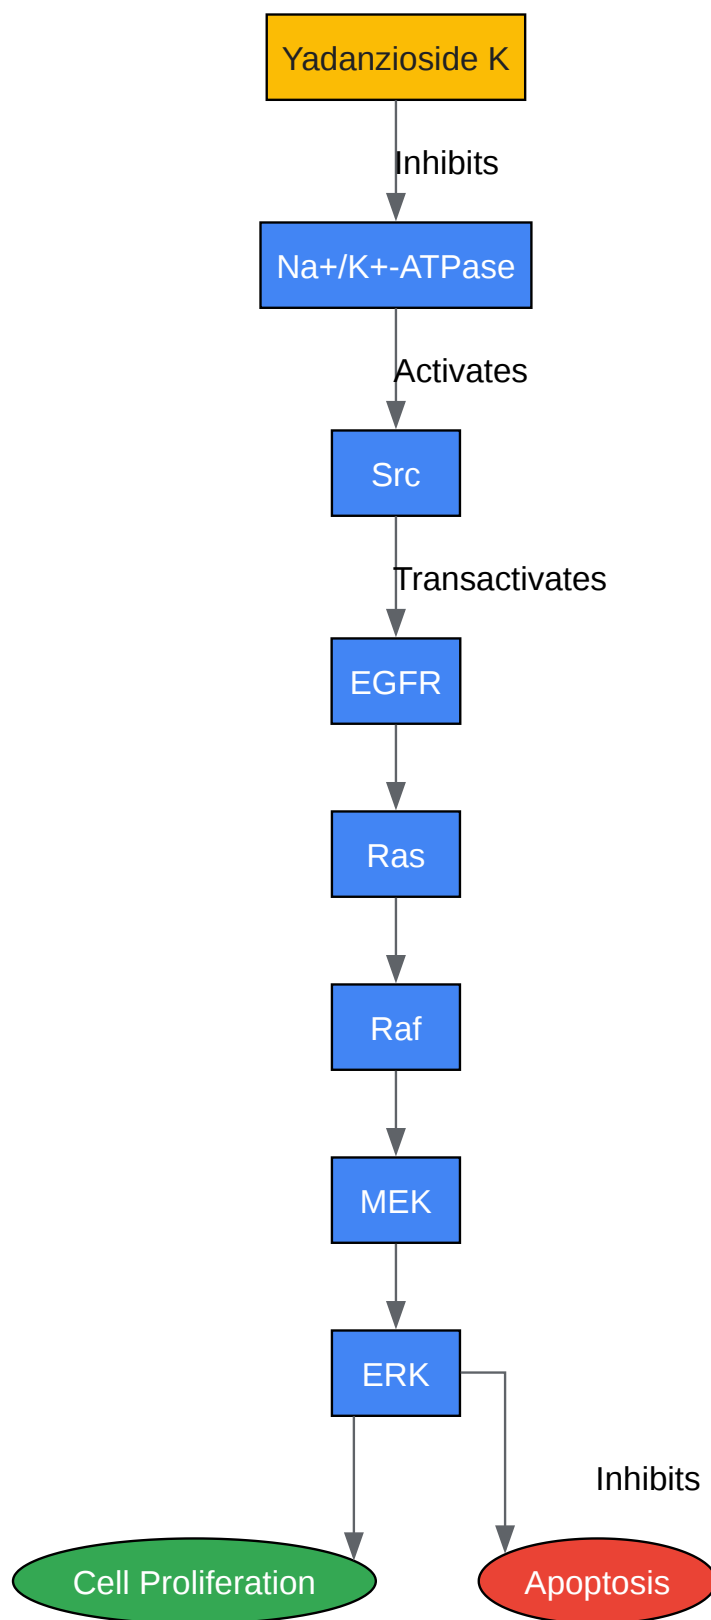 Yadanzioside K
Inhibits
Na+/K+-ATPase
Activates
Src
Transactivates
EGFR
Ras
Raf
MEK
ERK
Inhibits
Cell Proliferation
Apoptosis